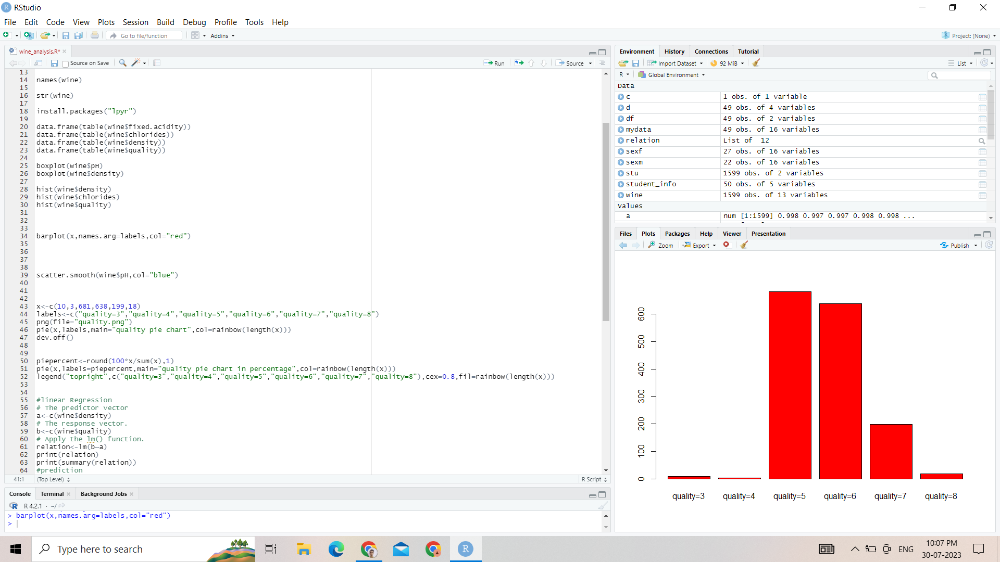 RStudio
File Edit Code View Plots Session Build Debug Profile Tools Help
Go to file/function Addins Project: (None)
wine_analysis.R*
Source on Save Run Source
13
14 names(wine)
15
16 str(wine)
17
18 install.packages("lpyr")
19
20 data.frame(table(wine$fixed.acidity))
21 data.frame(table(wine$chlorides))
22 data.frame(table(wine$density))
23 data.frame(table(wine$quality))
24
25 boxplot(wine$pH)
26 boxplot(wine$density)
27
28 hist(wine$density)
29 hist(wine$chlorides)
30 hist(wine$quality)
31
32
33
34 barplot(x,names.arg=labels,col="red")
35
36
37
38
39 scatter.smooth(wine$pH,col="blue")
40
41
42
43 x<-c(10,3,681,638,199,18)
44 labels<-c("quality=3","quality=4","quality=5","quality=6","quality=7","quality=8")
45 png(file="quality.png")
46 pie(x,labels,main="quality pie chart",col=rainbow(length(x)))
47 dev.off()
48
49
50 piepercent<-round(100*x/sum(x),1)
51 pie(x,labels=piepercent,main="quality pie chart in percentage",col=rainbow(length(x)))
52 legend("topright",c("quality=3","quality=4","quality=5","quality=6","quality=7","quality=8"),cex=0.8,fil=rainbow(length(x)))
53
54
55 #linear Regression
56 # The predictor vector
57 a<-c(wine$density)
58 # The response vector.
59 b<-c(wine$quality)
60 # Apply the lm() function.
61 relation<-lm(b~a)
62 print(relation)
63 print(summary(relation))
64 #prediction
41:1 (Top Level) R Script
Console Terminal Background Jobs
R 4.2.1 · ~/
> barplot(x,names.arg=labels,col="red")
>
Environment History Connections Tutorial
Import Dataset 92 MiB List
R Global Environment
Data
c 1 obs. of 1 variable
d 49 obs. of 4 variables
df 49 obs. of 2 variables
mydata 49 obs. of 16 variables
relation List of 12
sexf 27 obs. of 16 variables
sexm 22 obs. of 16 variables
stu 1599 obs. of 2 variables
student_info 50 obs. of 5 variables
wine 1599 obs. of 13 variables
Values
a num [1:1599] 0.998 0.997 0.997 0.998 0.998 ...
Files Plots Packages Help Viewer Presentation
Zoom Export Publish
600
500
400
300
200
100
0
quality=3 quality=4 quality=5 quality=6 quality=7 quality=8
Type here to search
R
ENG
10:07 PM
30-07-2023